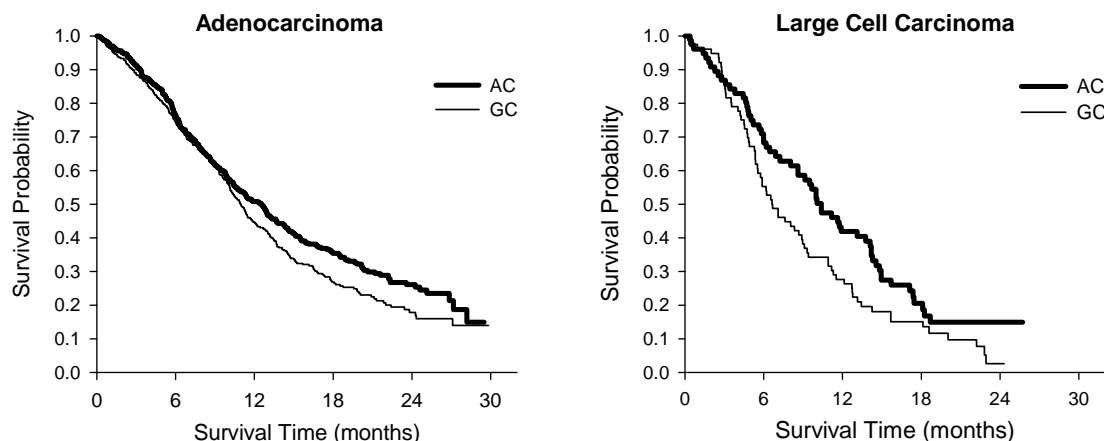 Adenocarcinoma
Survival Probability
1.0
0.9
0.8
0.7
0.6
0.5
0.4
0.3
0.2
0.1
0.0
AC
GC
0 6 12 18 24 30
Survival Time (months)
Large Cell Carcinoma
Survival Probability
1.0
0.9
0.8
0.7
0.6
0.5
0.4
0.3
0.2
0.1
0.0
AC
GC
0 6 12 18 24 30
Survival Time (months)